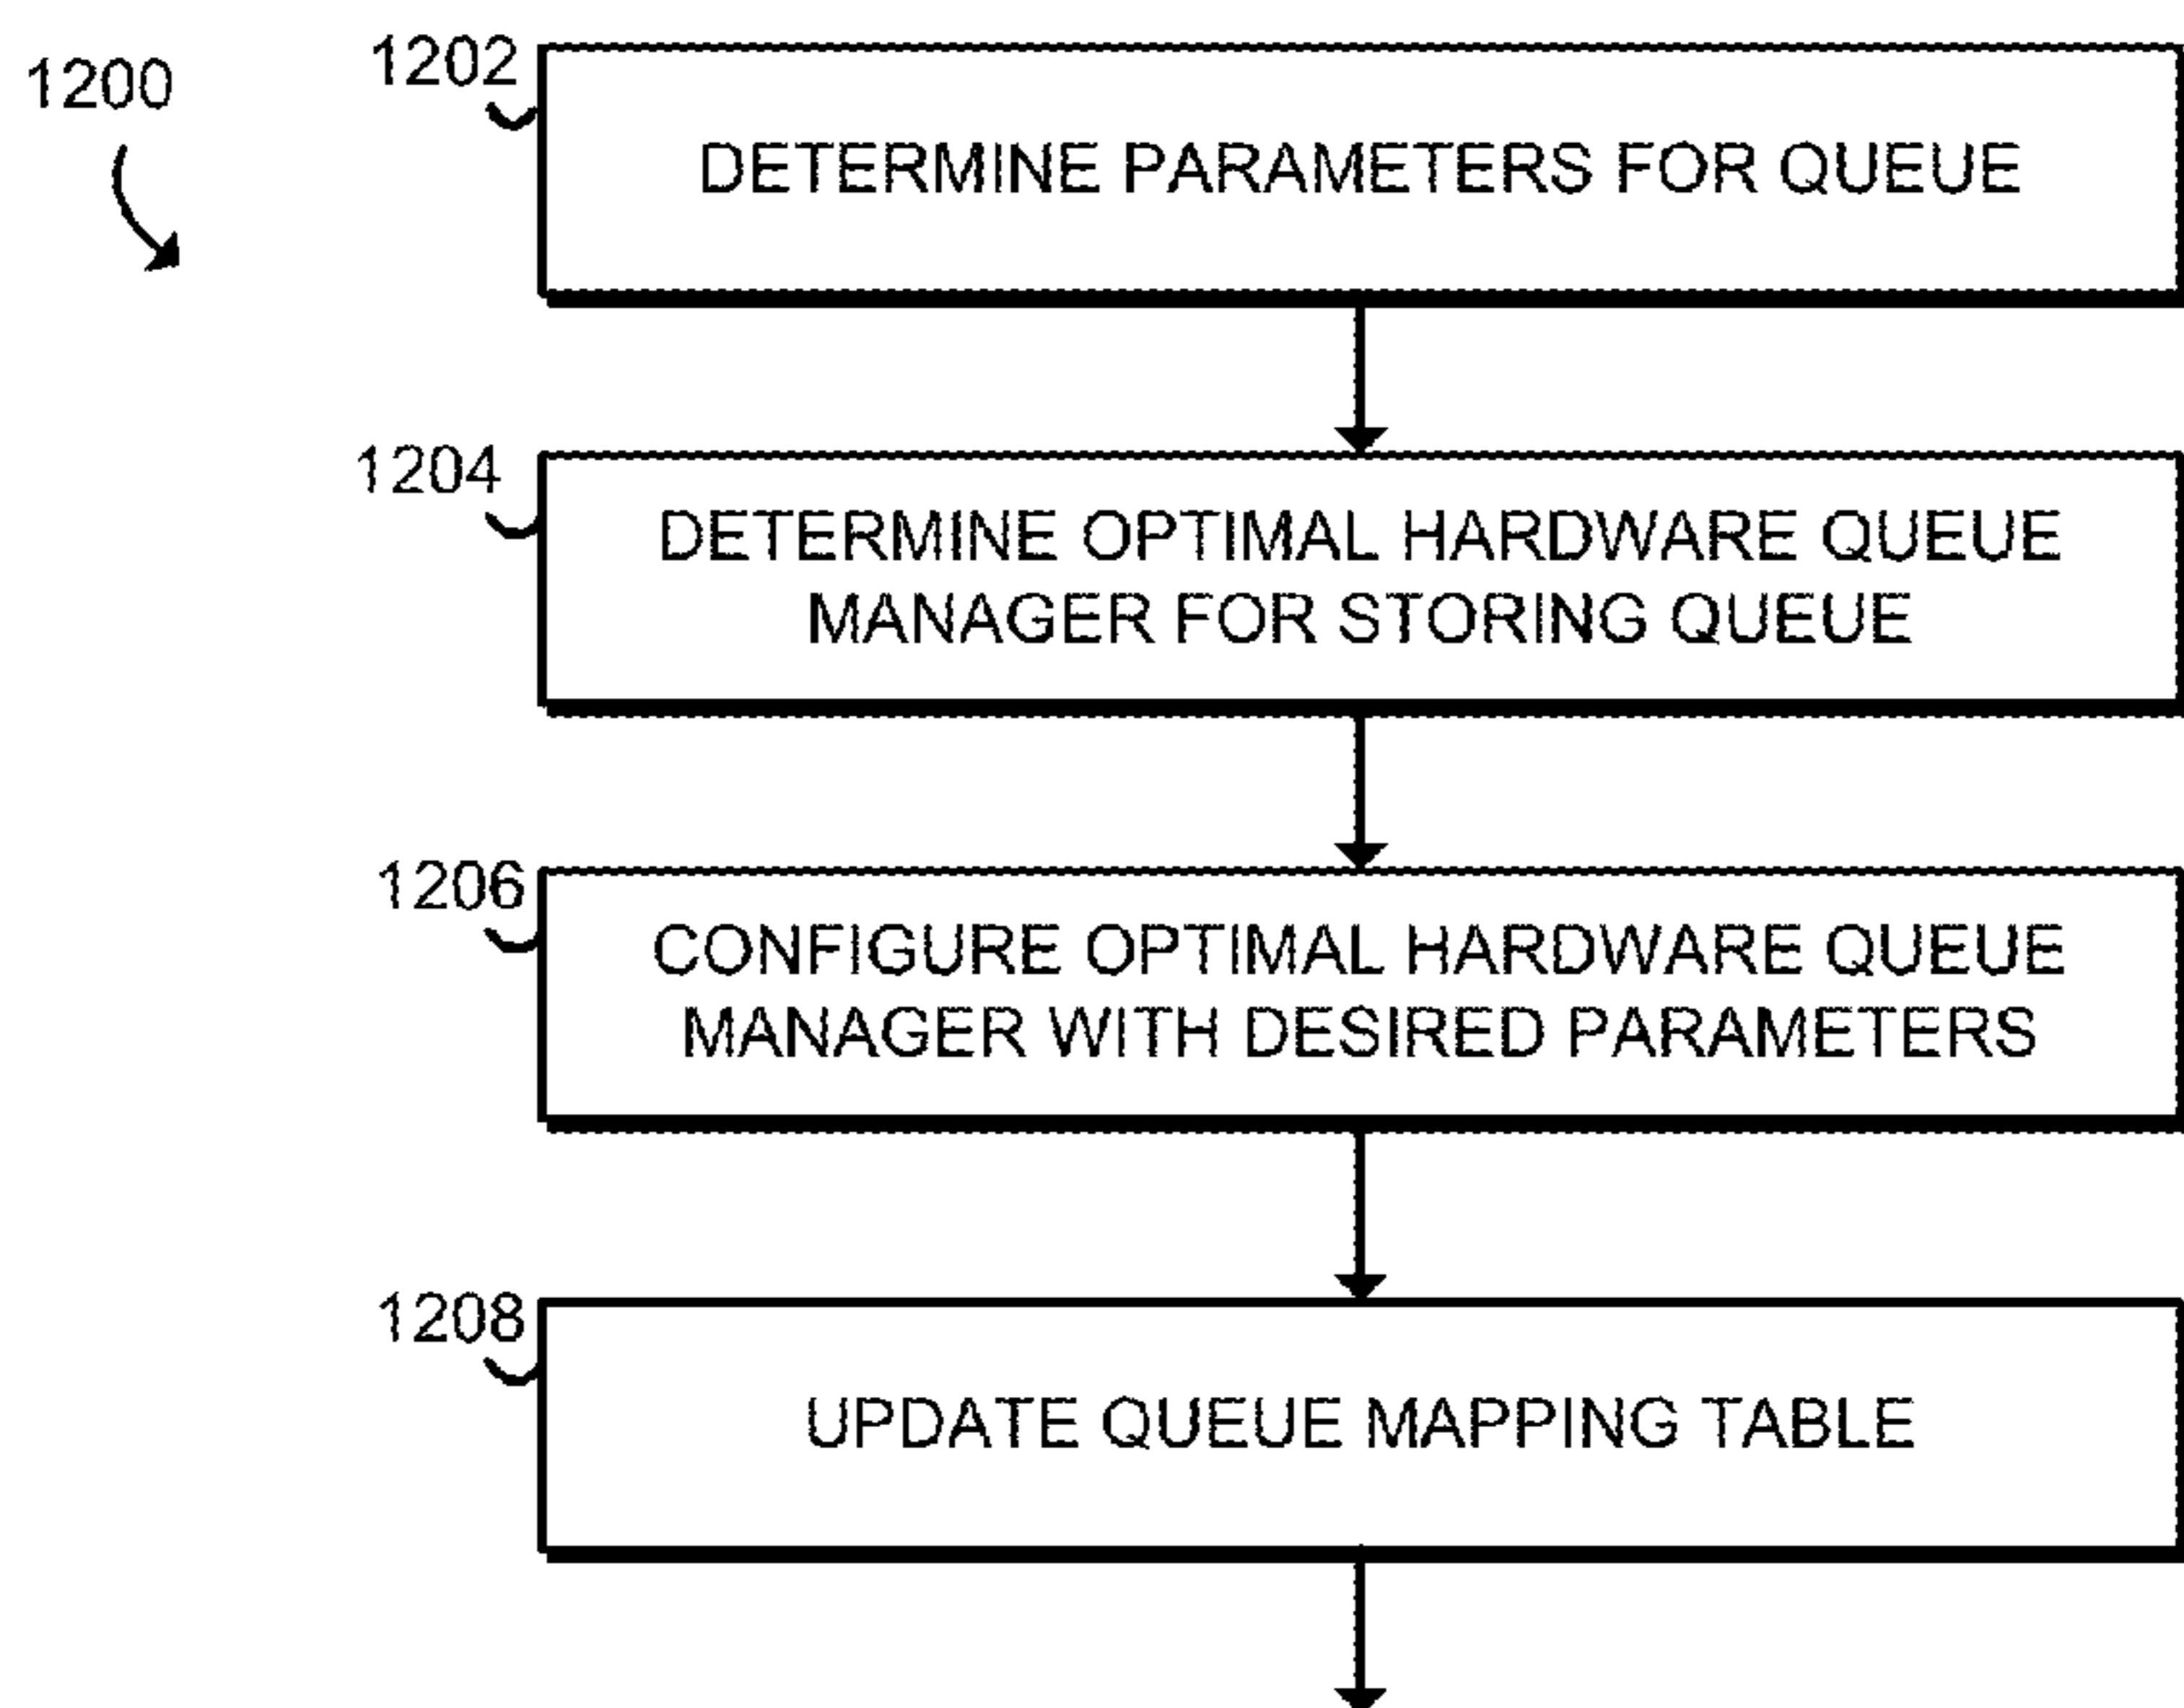 1200
1202
DETERMINE PARAMETERS FOR QUEUE
1204
DETERMINE OPTIMAL HARDWARE QUEUE
MANAGER FOR STORING QUEUE
1206
CONFIGURE OPTIMAL HARDWARE QUEUE
MANAGER WITH DESIRED PARAMETERS
1208
UPDATE QUEUE MAPPING TABLE